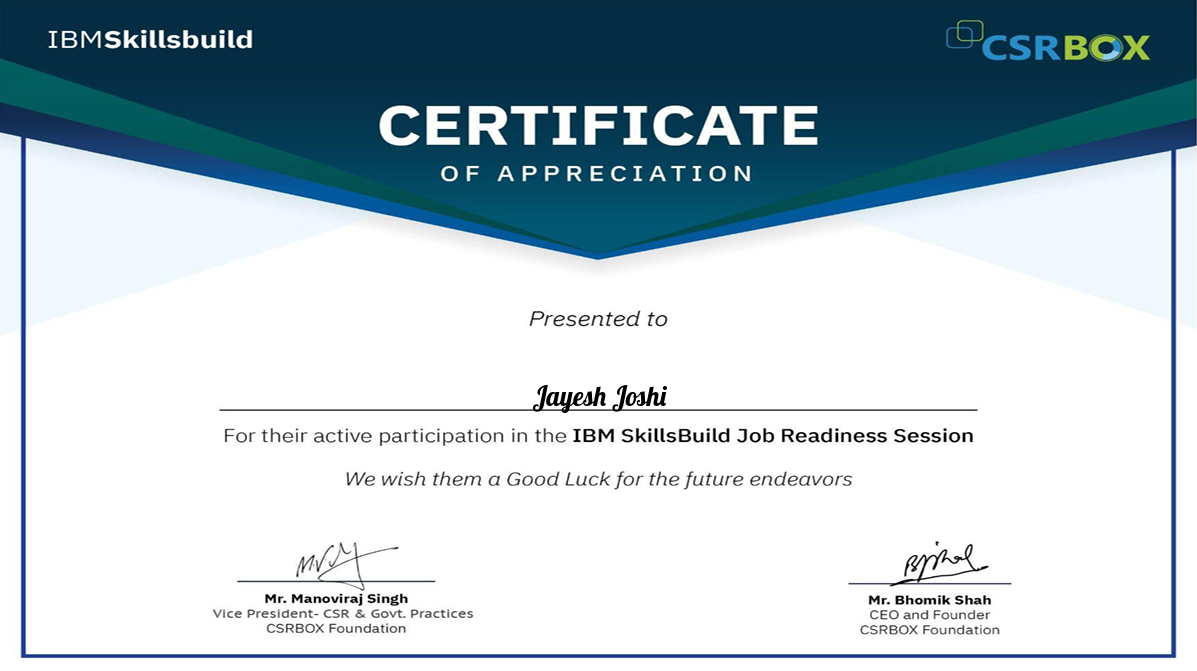 IBMSkillsbuild
CSRBOX
CERTIFICATE
OF APPRECIATION
Presented to
Jayesh Joshi
For their active participation in the IBM SkillsBuild Job Readiness Session
We wish them a Good Luck for the future endeavors
Mr. Manoviraj Singh
Vice President- CSR & Govt. Practices
CSRBOX Foundation
Mr. Bhomik Shah
CEO and Founder
CSRBOX Foundation